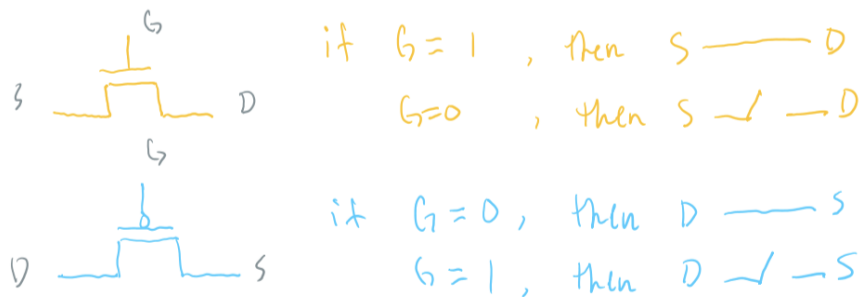 G
S D
if G = 1 , then S D
G=0 , then S D
G
D S
if G = 0 , then D S
G = 1 , then D S